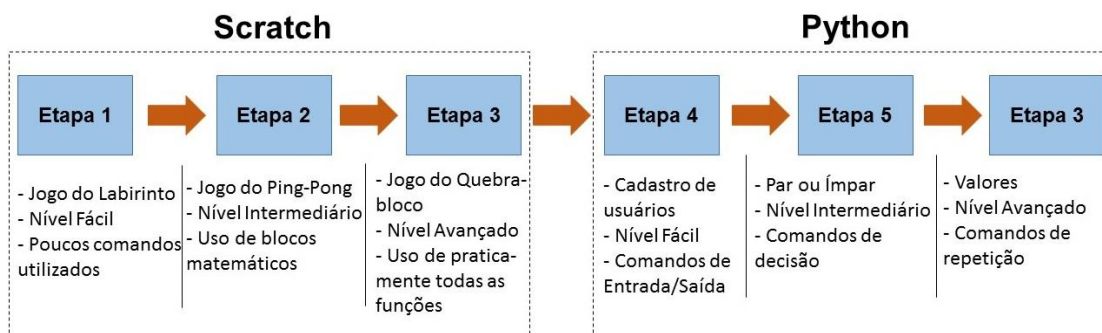 Scratch
Python
Etapa 1
Etapa 2
Etapa 3
Etapa 4
Etapa 5
Etapa 3
- Jogo do Labirinto
- Nível Fácil
- Poucos comandos
utilizados
- Jogo do Ping-Pong
- Nível Intermediário
- Uso de blocos
matemáticos
- Jogo do Quebra-
bloco
- Nível Avançado
- Uso de pratica-
mente todas as
funções
- Cadastro de
usuários
- Nível Fácil
- Comandos de
Entrada/Saída
- Par ou Ímpar
- Nível Intermediário
- Comandos de
decisão
- Valores
- Nível Avançado
- Comandos de
repetição